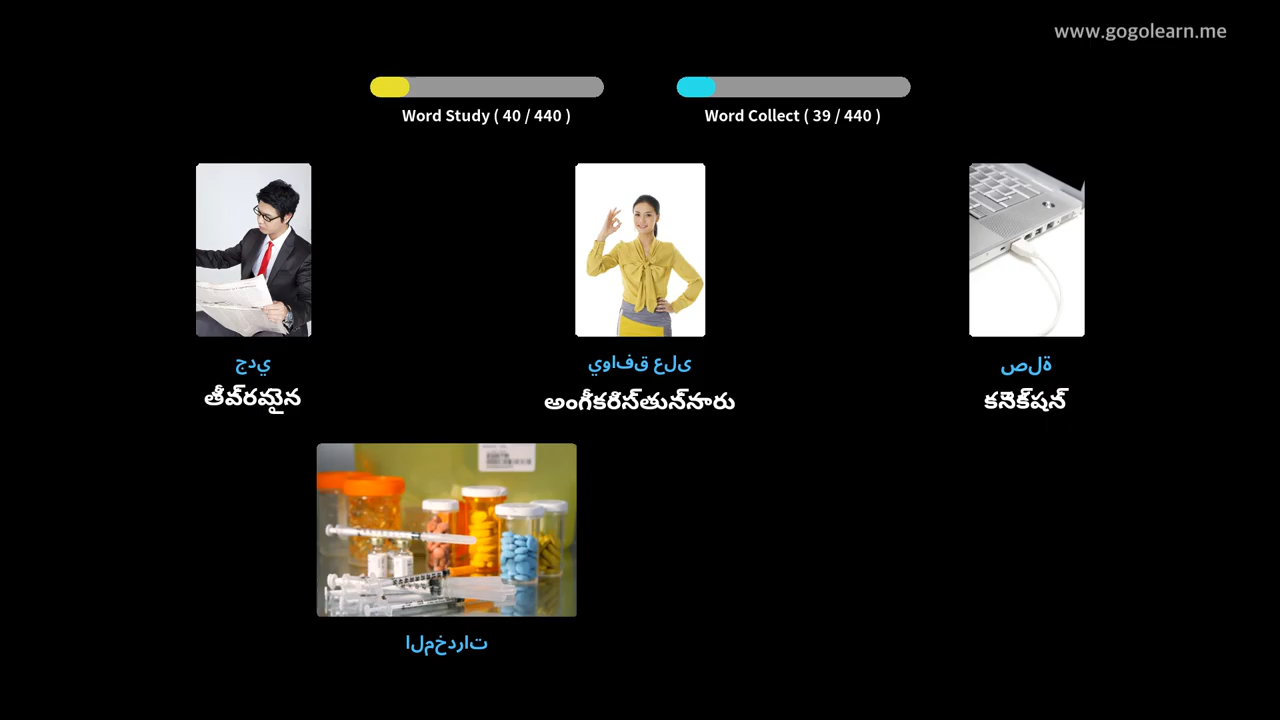 www.gogolearn.me
Word Study ( 40 / 440 )
Word Collect ( 39 / 440 )
جدي
తీవ్రమైన
يوافق على
అంగీకరిస్తున్నారు
صلة
కనెక్షన్
المخدرات